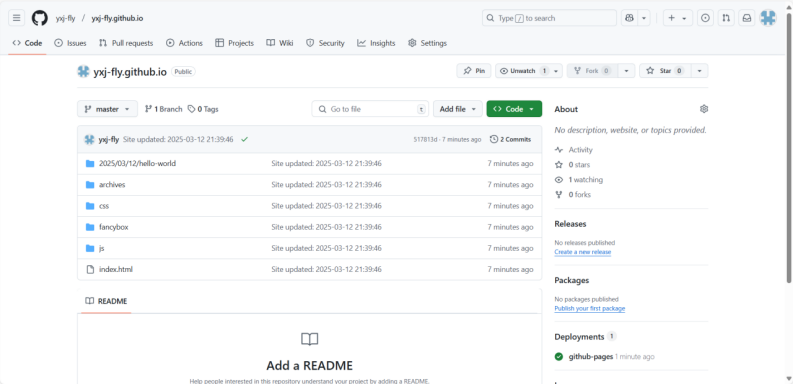 yxj-fly / yxj-fly.github.io
Type / to search
Code Issues Pull requests Actions Projects Wiki Security Insights Settings
yxj-fly.github.io Public
Pin Unwatch 1 Fork 0 Star 0
master 1 Branch 0 Tags Go to file t Add file Code
yxj-fly Site updated: 2025-03-12 21:39:46 517813d · 7 minutes ago 2 Commits
2025/03/12/hello-world Site updated: 2025-03-12 21:39:46 7 minutes ago
archives Site updated: 2025-03-12 21:39:46 7 minutes ago
css Site updated: 2025-03-12 21:39:46 7 minutes ago
fancybox Site updated: 2025-03-12 21:39:46 7 minutes ago
js Site updated: 2025-03-12 21:39:46 7 minutes ago
index.html Site updated: 2025-03-12 21:39:46 7 minutes ago
README
Add a README
Help people interested in this repository understand your project by adding a README.
About
No description, website, or topics provided.
Activity
0 stars
1 watching
0 forks
Releases
No releases published
Create a new release
Packages
No packages published
Publish your first package
Deployments 1
github-pages 1 minute ago